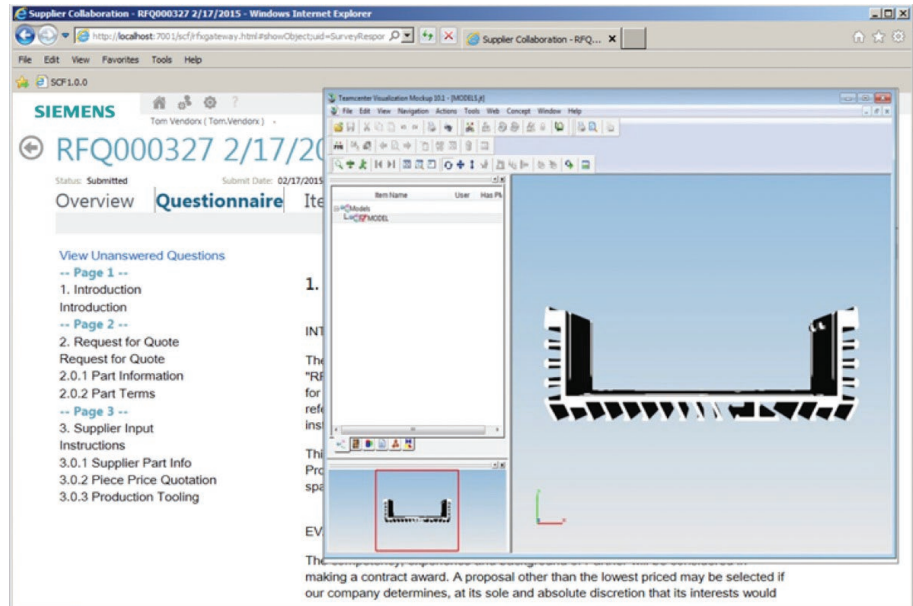 Supplier Collaboration - RFQ000327 2/17/2015 - Windows Internet Explorer
http://localhost:7001/scf/rfxgateway.html#showObject;uid=SurveyRespor
Supplier Collaboration - RFQ...
File Edit View Favorites Tools Help
SCF1.0.0
SIEMENS
Tom Vendorx ( Tom.Vendorx )
RFQ000327 2/17/20
Status: Submitted Submit Date: 02/17/2015
Overview Questionnaire Ite
View Unanswered Questions
-- Page 1 --
1. Introduction
Introduction
-- Page 2 --
2. Request for Quote
Request for Quote
2.0.1 Part Information
2.0.2 Part Terms
-- Page 3 --
3. Supplier Input
Instructions
3.0.1 Supplier Part Info
3.0.2 Piece Price Quotation
3.0.3 Production Tooling
1.
INT
The
"RF
for
refe
inst
Thi
Pro
spa
EV
making a contract award. A proposal other than the lowest priced may be selected if
our company determines, at its sole and absolute discretion that its interests would
Teamcenter Visualization Mockup 10.1 - [MODELS.jt]
File Edit View Navigation Actions Tools Web Concept Window Help
Item Name User Has
Models
MODEL